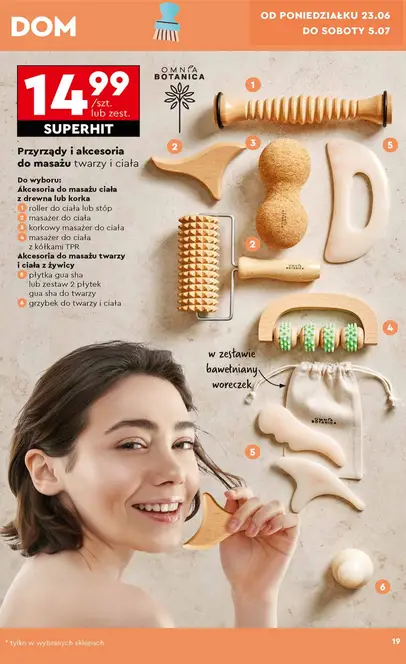 DOM
OD PONIEDZIAŁKU 23.06
DO SOBOTY 5.07
14.99
/szt.
lub zest.
SUPERHIT
OMNIA
BOTANICA
Przyrządy i akcesoria
do masażu twarzy i ciała
Do wyboru:
Akcesoria do masażu ciała
z drewna lub korka
1 roller do ciała lub stóp
2 masażer do ciała
3 korkowy masażer do ciała
4 masażer do ciała
z kółkami TPR
Akcesoria do masażu twarzy
i ciała z żywicy
5 płytka gua sha
lub zestaw 2 płytek
gua sha do twarzy
6 grzybek do twarzy i ciała
1
2
3
5
2
4
w zestawie
bawełniany
woreczek
OMNIA
BOTANICA
5
6
* tylko w wybranych sklepach
19